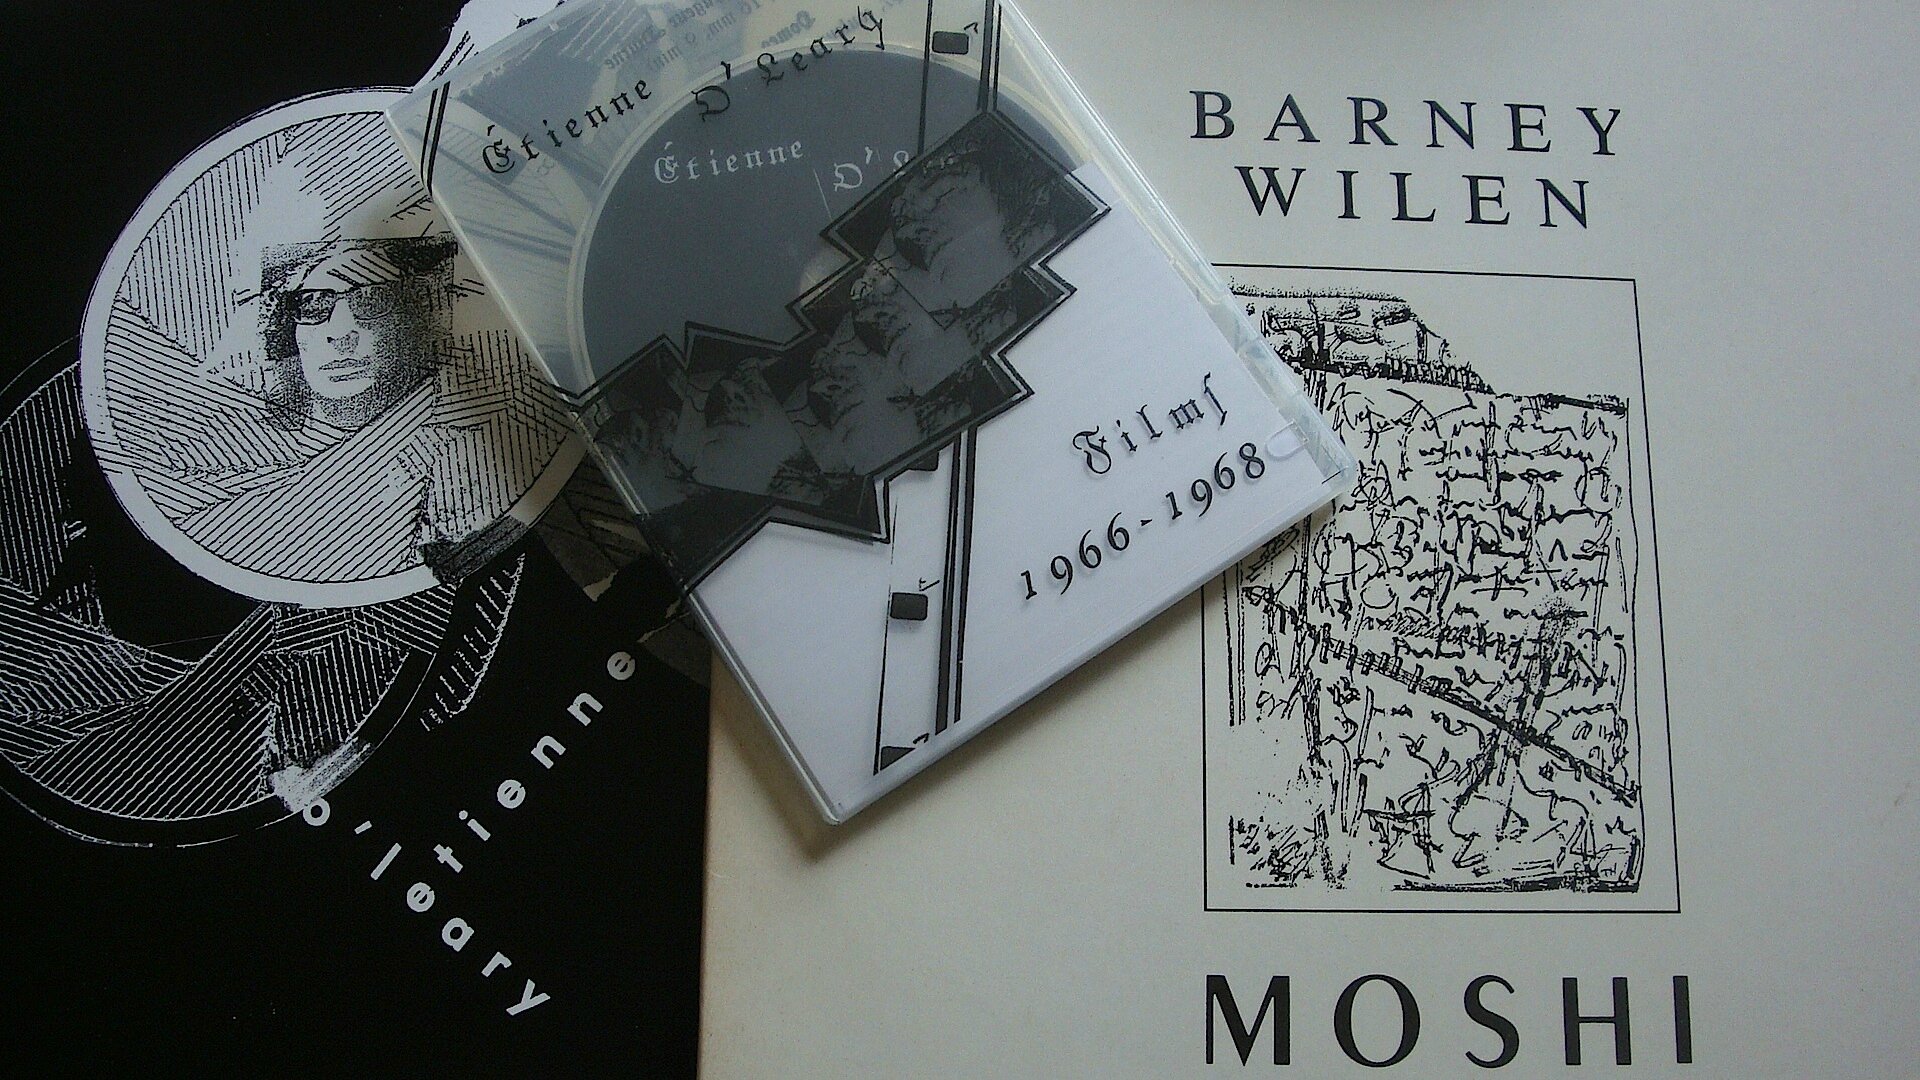 Étienne O'Leary
Étienne
O'
Films
1966-1968
étienne
o'leary
BARNEY
WILEN
MOSHI